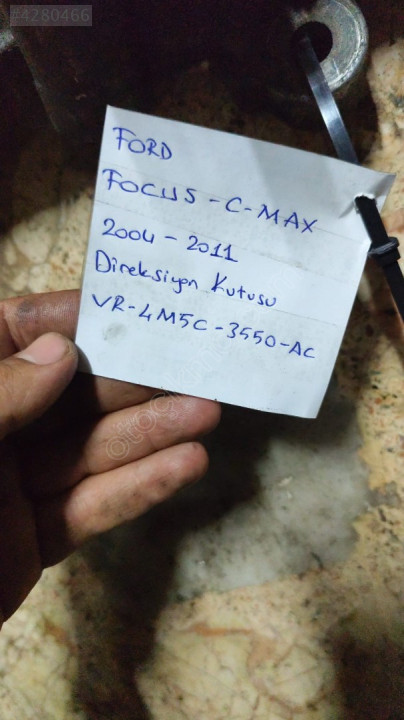 #4280466
FORD
FOCUS - C-MAX
2004 - 2011
Direksiyon Kutusu
VR-4M5C-3550-AC